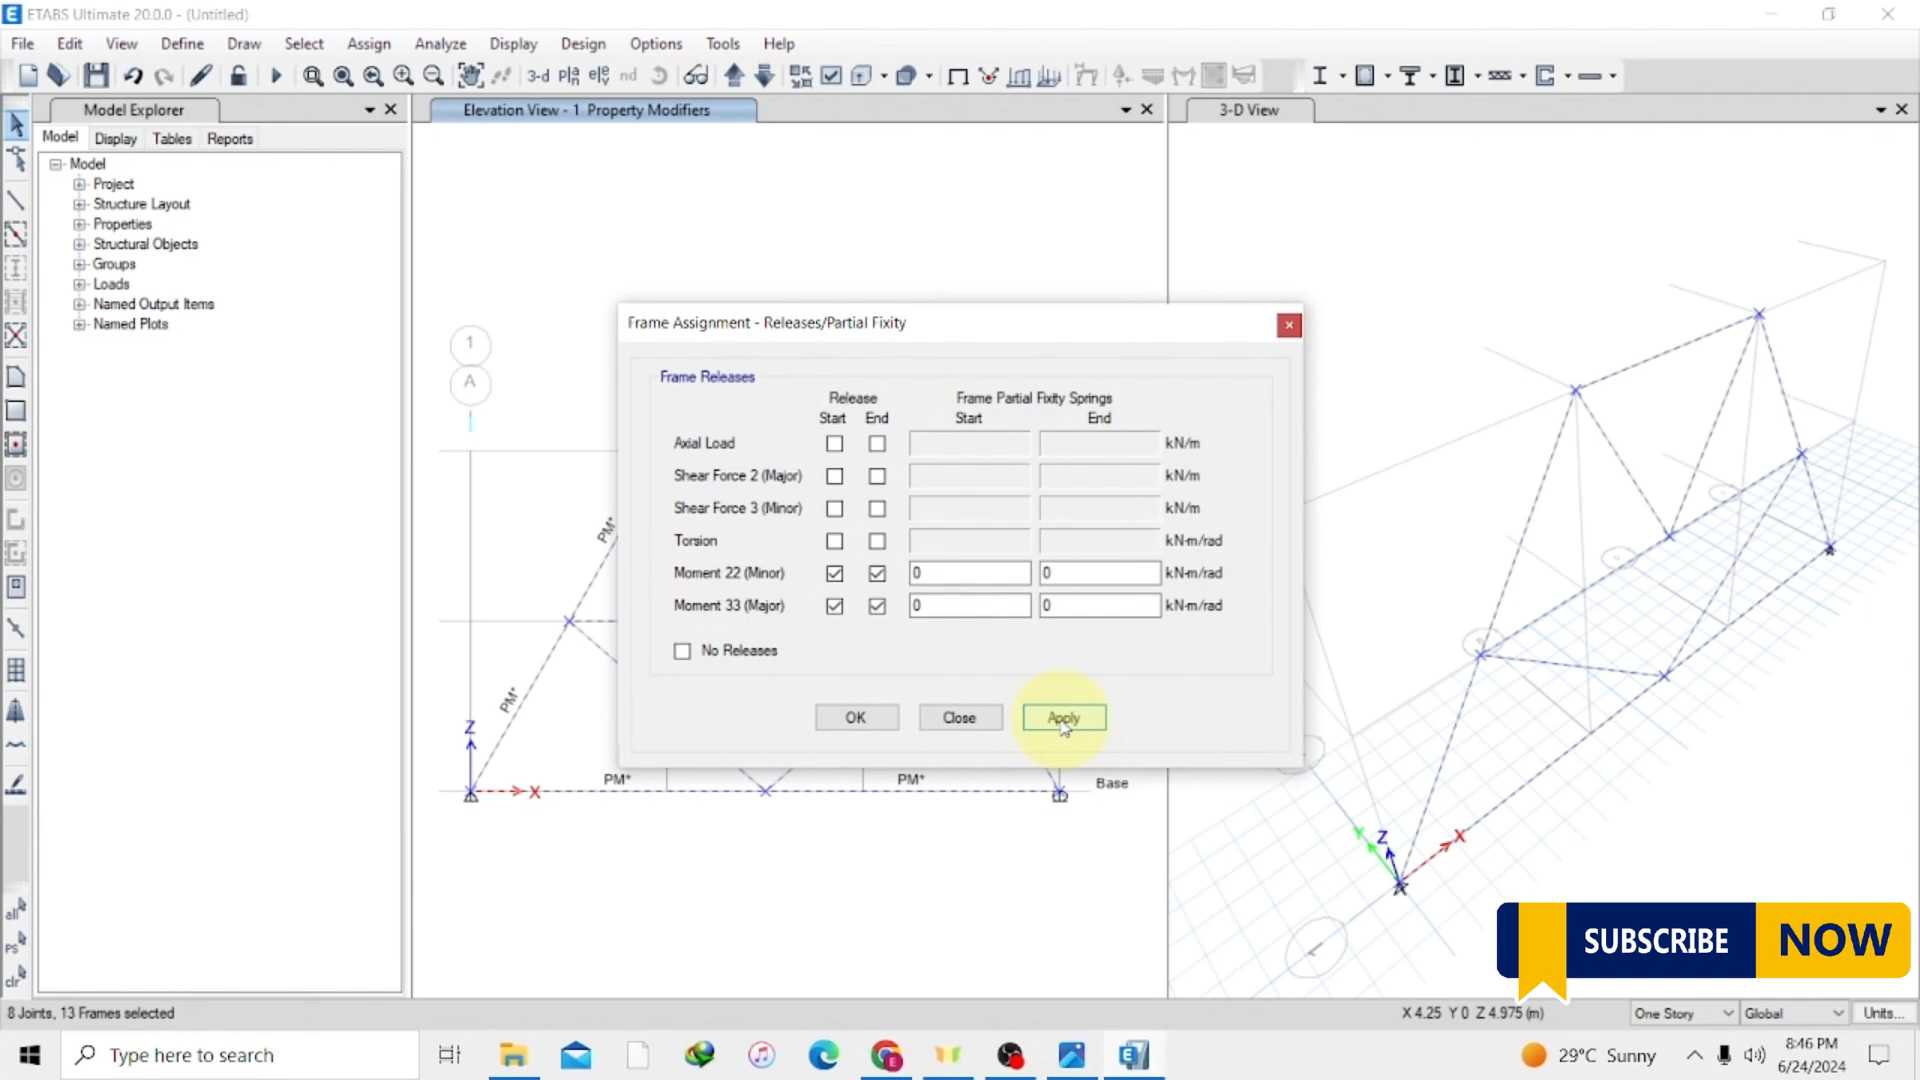 ETABS Ultimate 20.0.0 - (Untitled)
File Edit View Define Draw Select Assign Analyze Display Design Options Tools Help
3-d nd
Model Explorer
Elevation View - 1 Property Modifiers
3-D View
Model Display Tables Reports
Model
Project
Structure Layout
Properties
Structural Objects
Groups
Loads
Named Output Items
Named Plots
1
A
Frame Assignment - Releases/Partial Fixity
Frame Releases
Release Frame Partial Fixity Springs
Start End Start End
Axial Load kN/m
Shear Force 2 (Major) kN/m
Shear Force 3 (Minor) kN/m
Torsion kN-m/rad
Moment 22 (Minor) 0 0 kN-m/rad
Moment 33 (Major) 0 0 kN-m/rad
No Releases
OK Close Apply
PM*
PM*
PM* PM*
Base
Z
X
Y Z X
all
PS
clr
SUBSCRIBE NOW
8 Joints, 13 Frames selected
X 4.25 Y 0 Z 4.975 (m)
One Story Global Units...
Type here to search
29°C Sunny
8:46 PM
6/24/2024